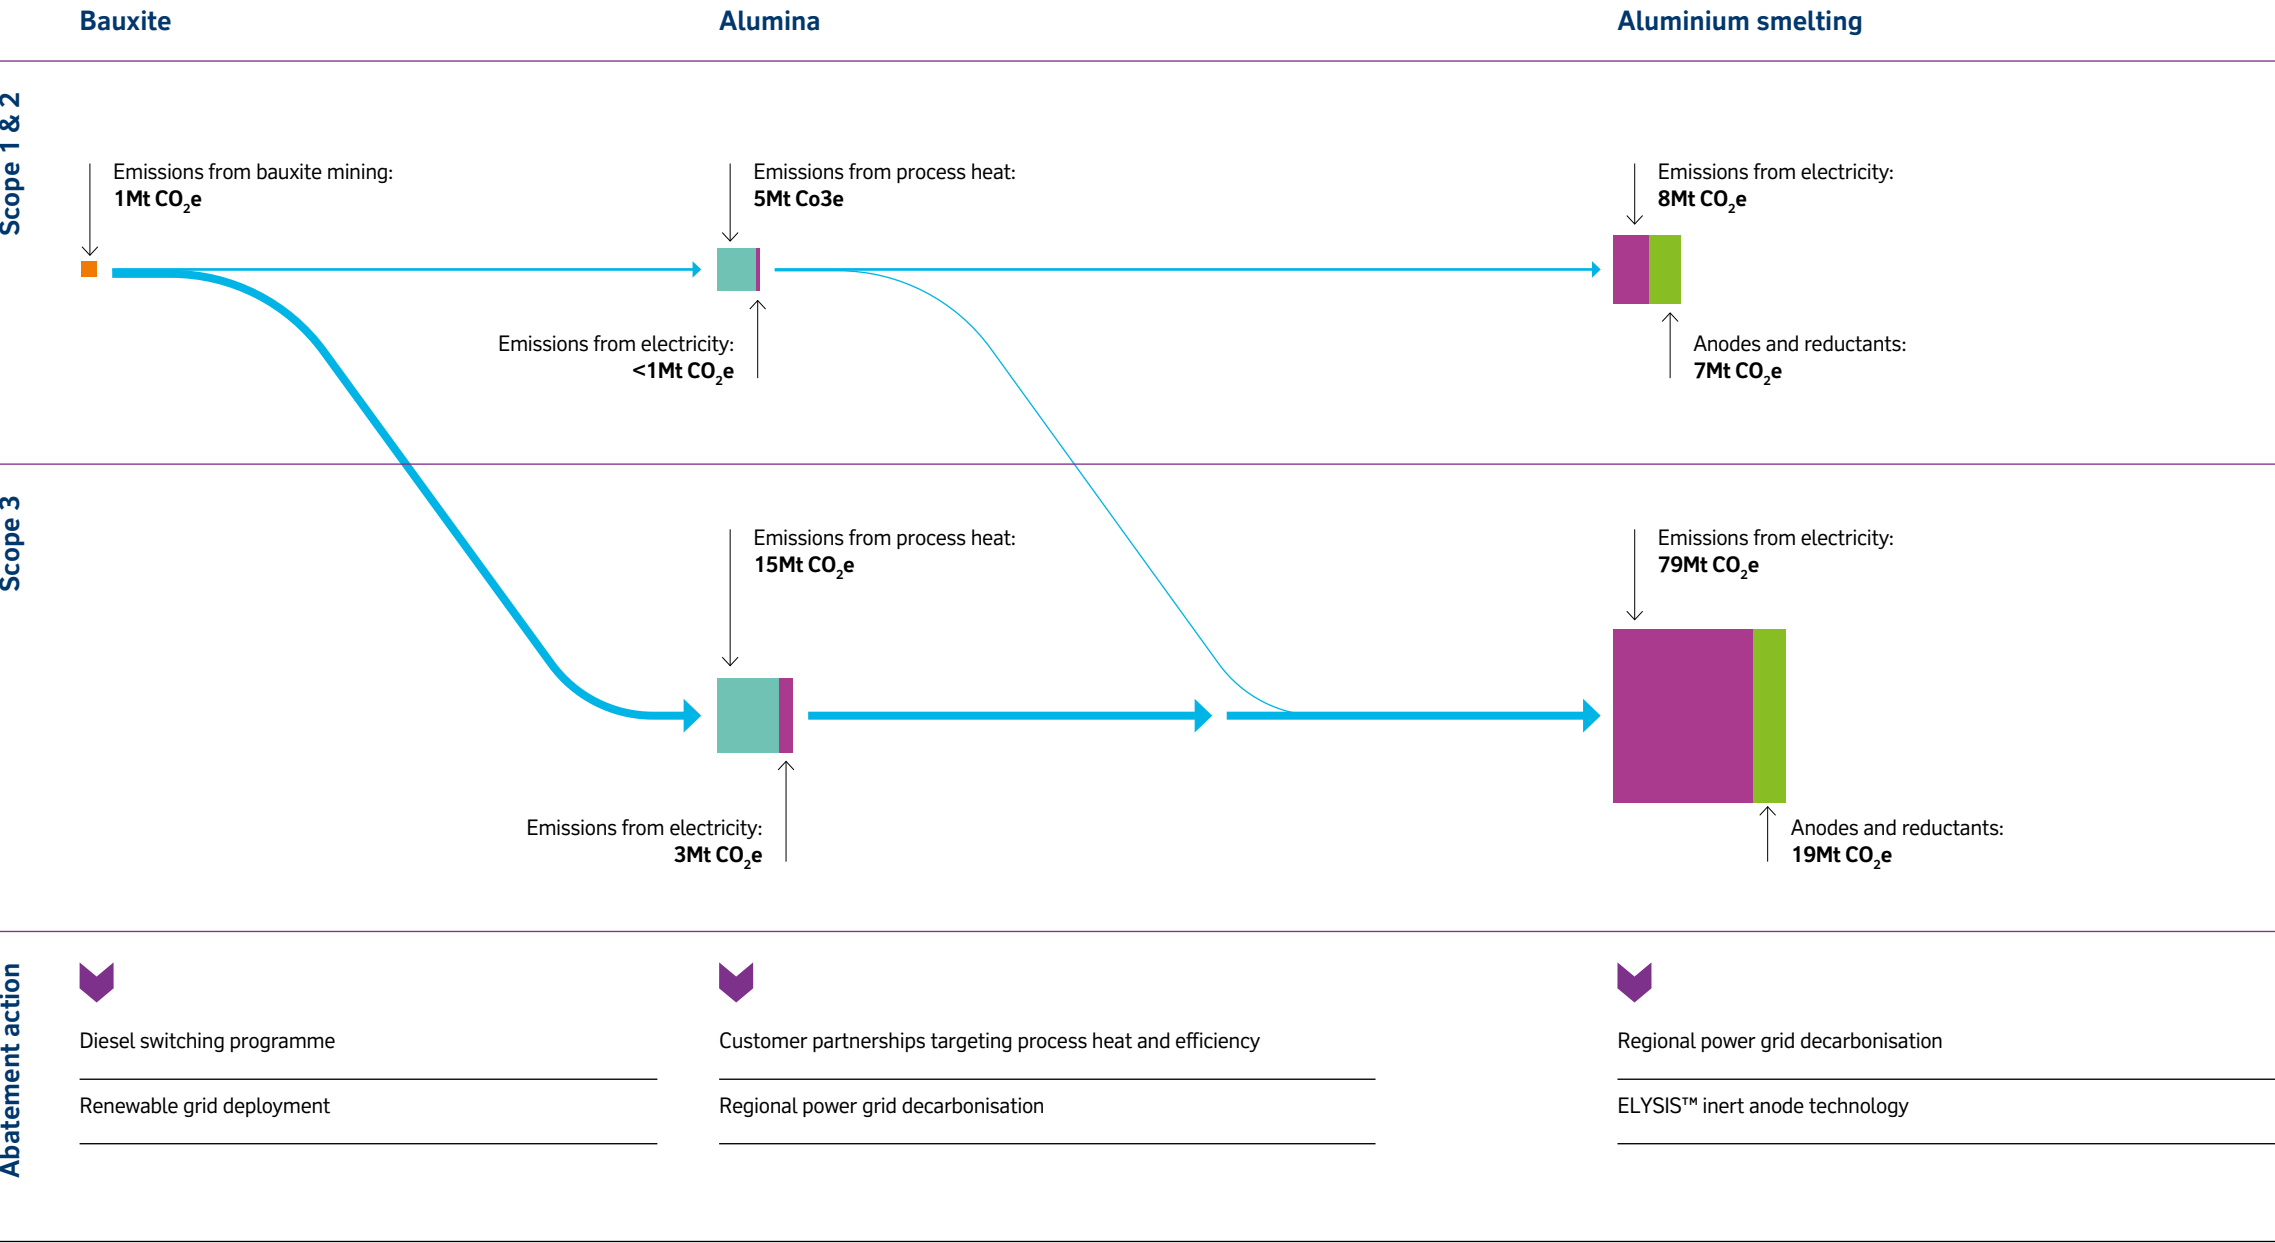 Bauxite
Alumina
Aluminium smelting
Scope 1 & 2
Emissions from bauxite mining:
1Mt CO₂e
Emissions from process heat:
5Mt Co3e
Emissions from electricity:
8Mt CO₂e
Emissions from electricity:
<1Mt CO₂e
Anodes and reductants:
7Mt CO₂e
Scope 3
Emissions from process heat:
15Mt CO₂e
Emissions from electricity:
79Mt CO₂e
Emissions from electricity:
3Mt CO₂e
Anodes and reductants:
19Mt CO₂e
Abatement action
Diesel switching programme
Customer partnerships targeting process heat and efficiency
Regional power grid decarbonisation
Renewable grid deployment
Regional power grid decarbonisation
ELYSIS™ inert anode technology